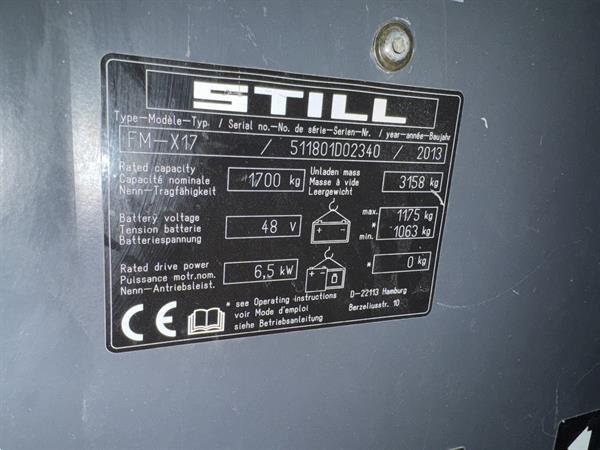 STILL
Type-Modèle-Typ. / Serial no.-No. de série-Serien-Nr. / year-année-Baujahr
FM-X17 / 511801D02340 / 2013
Rated capacity
Capacité nominale
Nenn-Tragfähigkeit
1700 kg
Unladen mass
Masse à vide
Leergewicht
3158 kg
Battery voltage
Tension batterie
Batteriespannung
48 V
max. 1175 kg
*
min. 1063 kg
Rated drive power
Puissance motr.nom.
Nenn-Antriebsleist.
6,5 kW
* 0 kg
CE
* see Operating instructions
voir Mode d'emploi
siehe Betriebsanleitung
D-22113 Hamburg
Berzeliusstr. 10